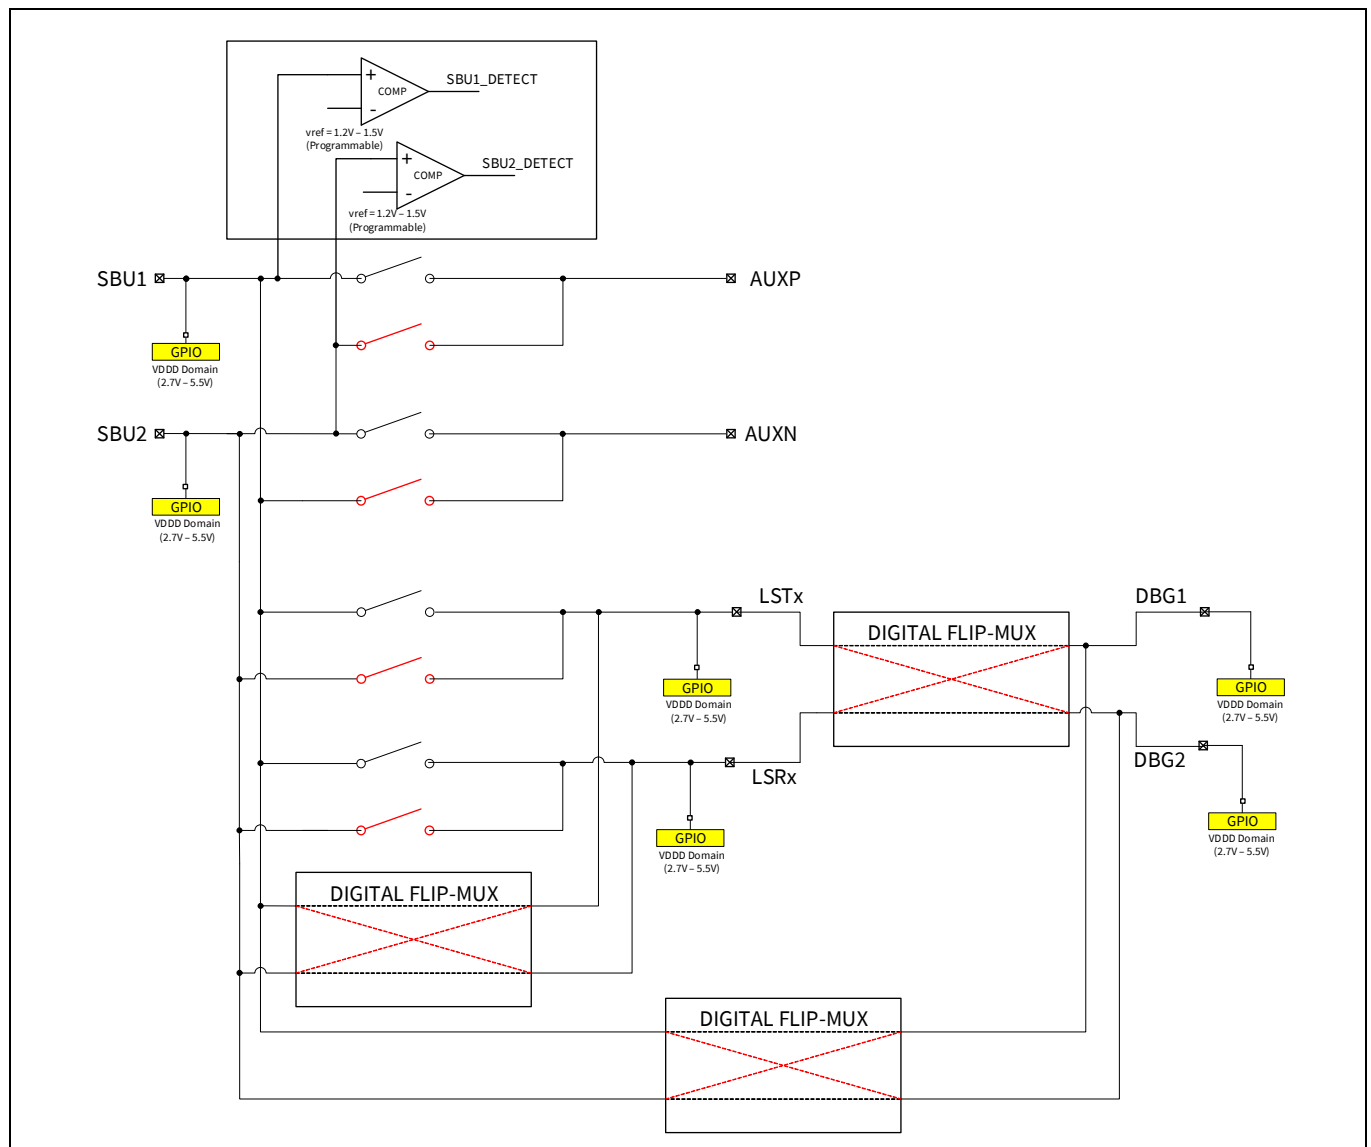 +
COMP
-
SBU1_DETECT
vref = 1.2V – 1.5V
(Programmable)
+
COMP
-
SBU2_DETECT
vref = 1.2V – 1.5V
(Programmable)
SBU1
AUXP
GPIO
VDDD Domain
(2.7V – 5.5V)
SBU2
AUXN
GPIO
VDDD Domain
(2.7V – 5.5V)
LSTx
DBG1
DIGITAL FLIP-MUX
GPIO
VDDD Domain
(2.7V – 5.5V)
GPIO
VDDD Domain
(2.7V – 5.5V)
LSRx
DBG2
GPIO
VDDD Domain
(2.7V – 5.5V)
GPIO
VDDD Domain
(2.7V – 5.5V)
DIGITAL FLIP-MUX
DIGITAL FLIP-MUX